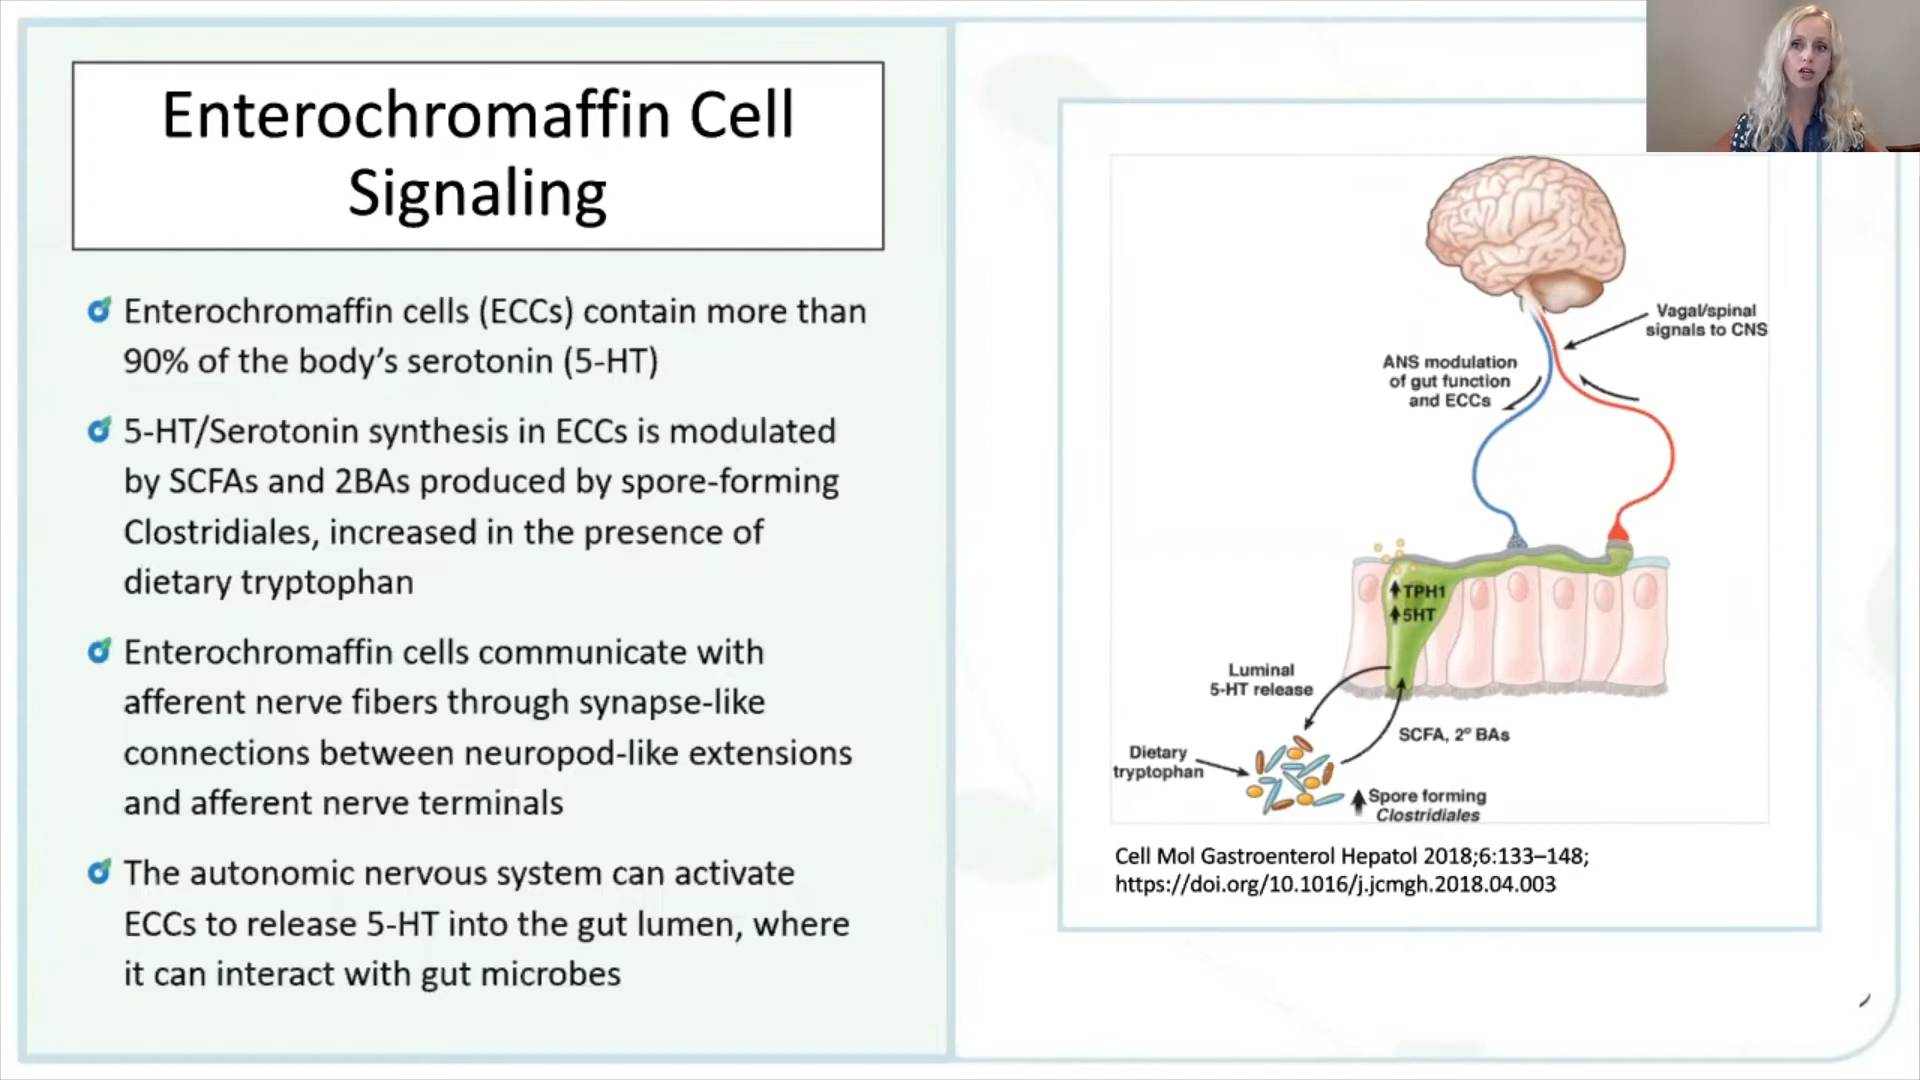 Enterochromaffin Cell
Signaling
Enterochromaffin cells (ECCs) contain more than
90% of the body’s serotonin (5-HT)
5-HT/Serotonin synthesis in ECCs is modulated
by SCFAs and 2BAs produced by spore-forming
Clostridiales, increased in the presence of
dietary tryptophan
Enterochromaffin cells communicate with
afferent nerve fibers through synapse-like
connections between neuropod-like extensions
and afferent nerve terminals
The autonomic nervous system can activate
ECCs to release 5-HT into the gut lumen, where
it can interact with gut microbes
Vagal/spinal
signals to CNS
ANS modulation
of gut function
and ECCs
TPH1
5HT
Luminal
5-HT release
SCFA, 2º BAs
Dietary
tryptophan
Spore forming
Clostridiales
Cell Mol Gastroenterol Hepatol 2018;6:133–148;
https://doi.org/10.1016/j.jcmgh.2018.04.003